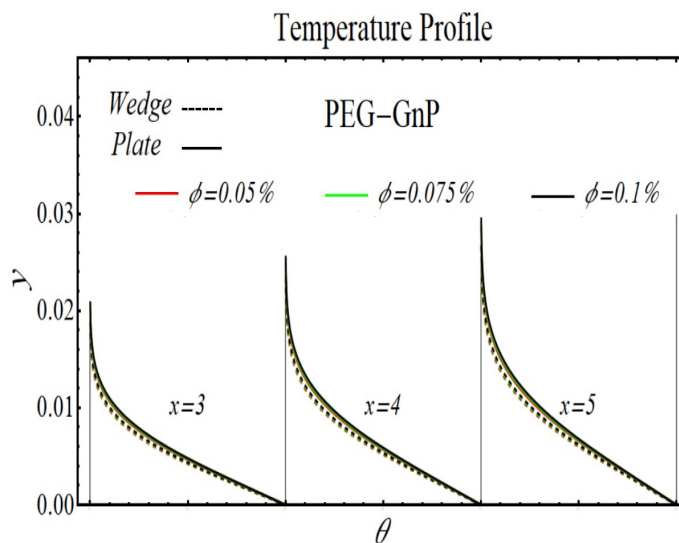 Temperature Profile
0.04
Wedge
PEG-GnP
Plate
ϕ=0.05%
ϕ=0.075%
ϕ=0.1%
0.03
y
0.02
0.01
x=3
x=4
x=5
0.00
θ